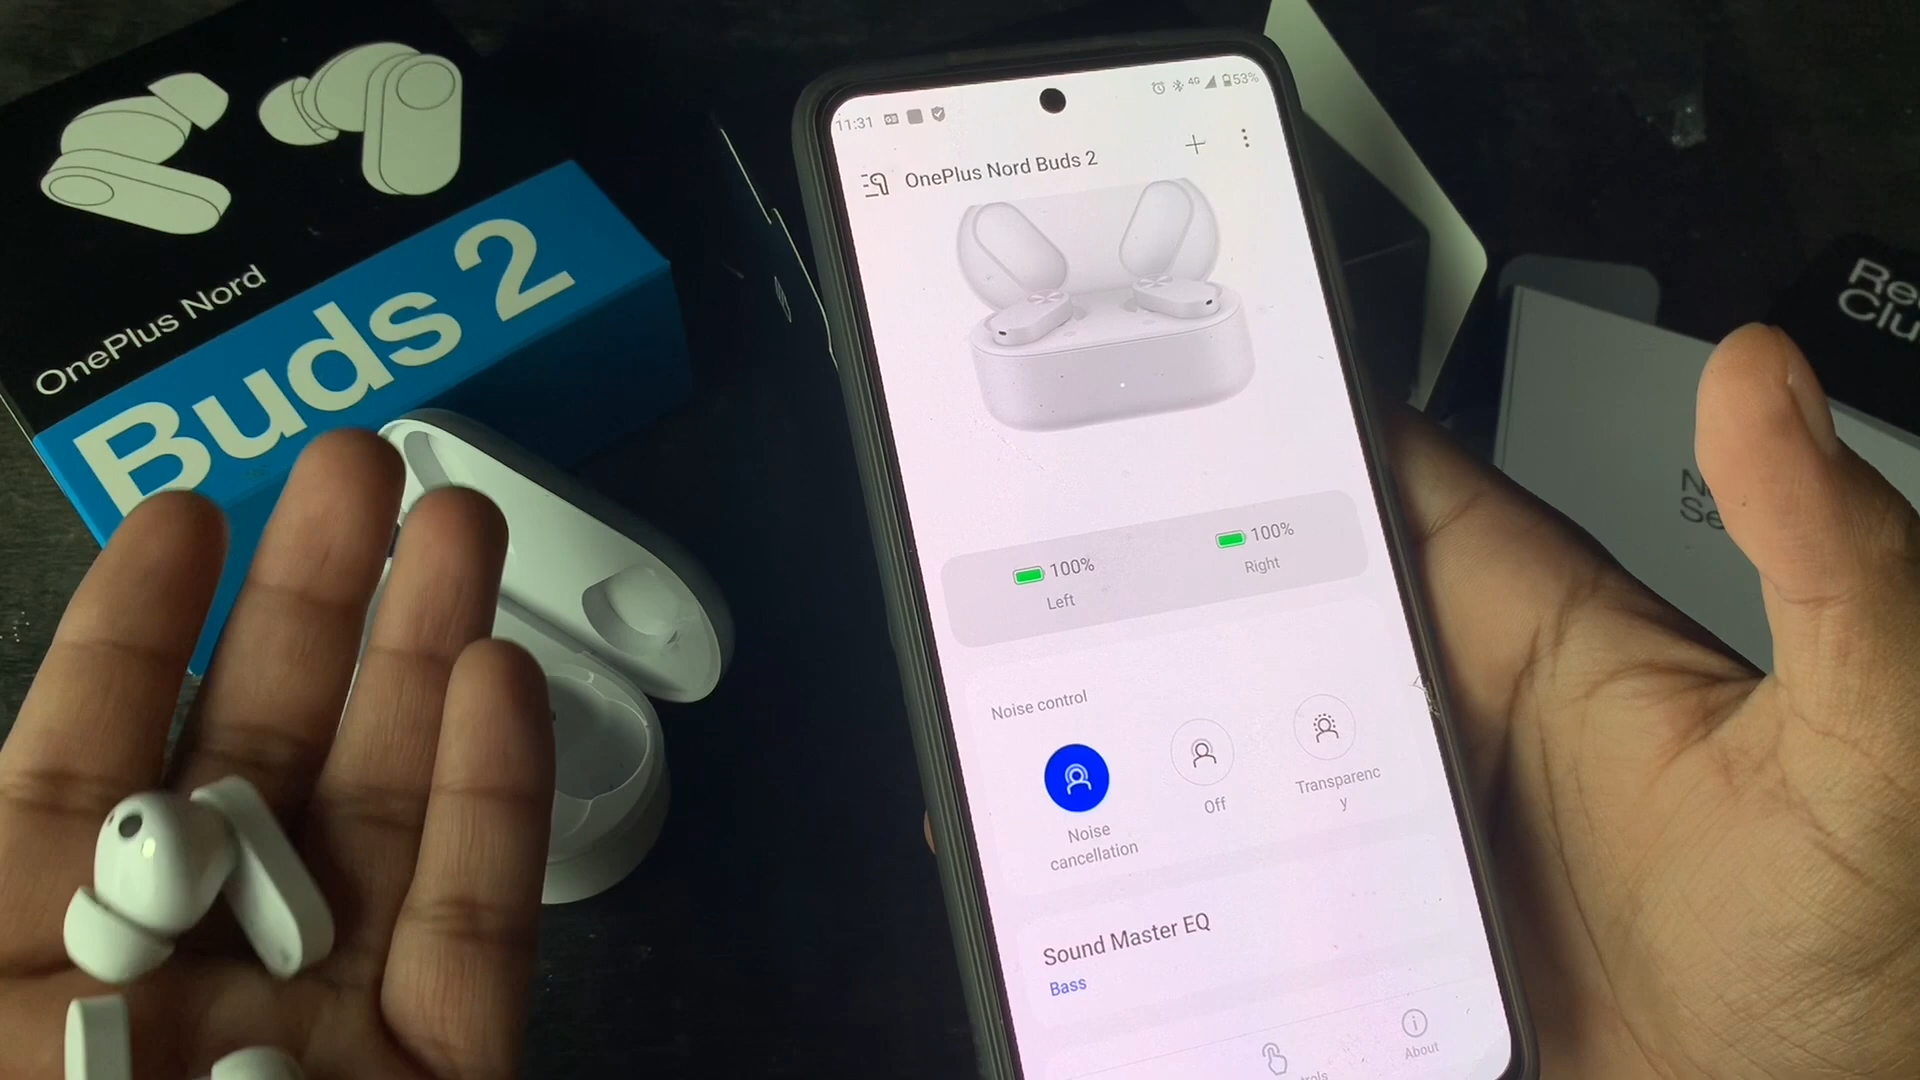 OnePlus Nord
Buds 2
11:31
4G
53%
OnePlus Nord Buds 2
100%
Left
100%
Right
Noise control
Noise
cancellation
Off
Transparenc
y
Sound Master EQ
Bass
About